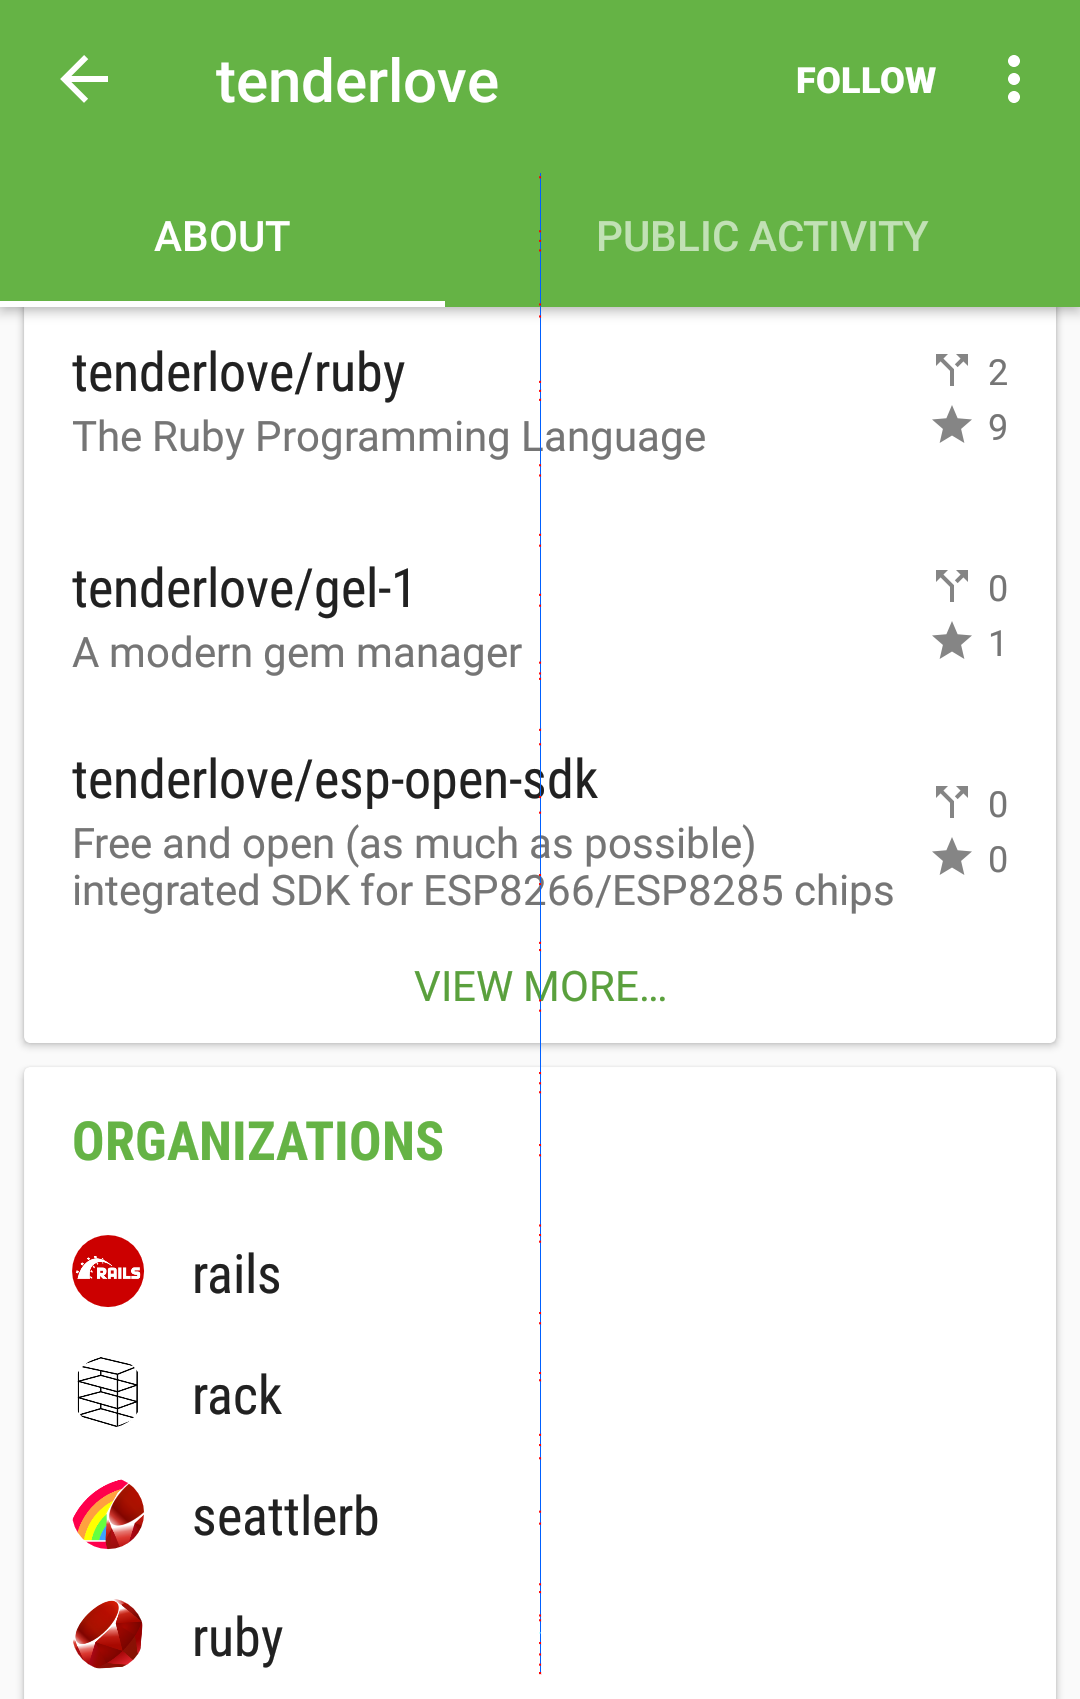 tenderlove
FOLLOW
ABOUT
PUBLIC ACTIVITY
tenderlove/ruby
2
The Ruby Programming Language
9
tenderlove/gel-1
0
A modern gem manager
1
tenderlove/esp-open-sdk
0
Free and open (as much as possible)
integrated SDK for ESP8266/ESP8285 chips
0
VIEW MORE...
ORGANIZATIONS
RAILS
rails
rack
seattlerb
ruby